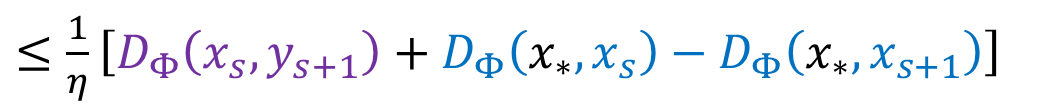 ≤ 1/η [D_Φ(x_s, y_{s+1}) + D_Φ(x_*, x_s) − D_Φ(x_*, x_{s+1})]